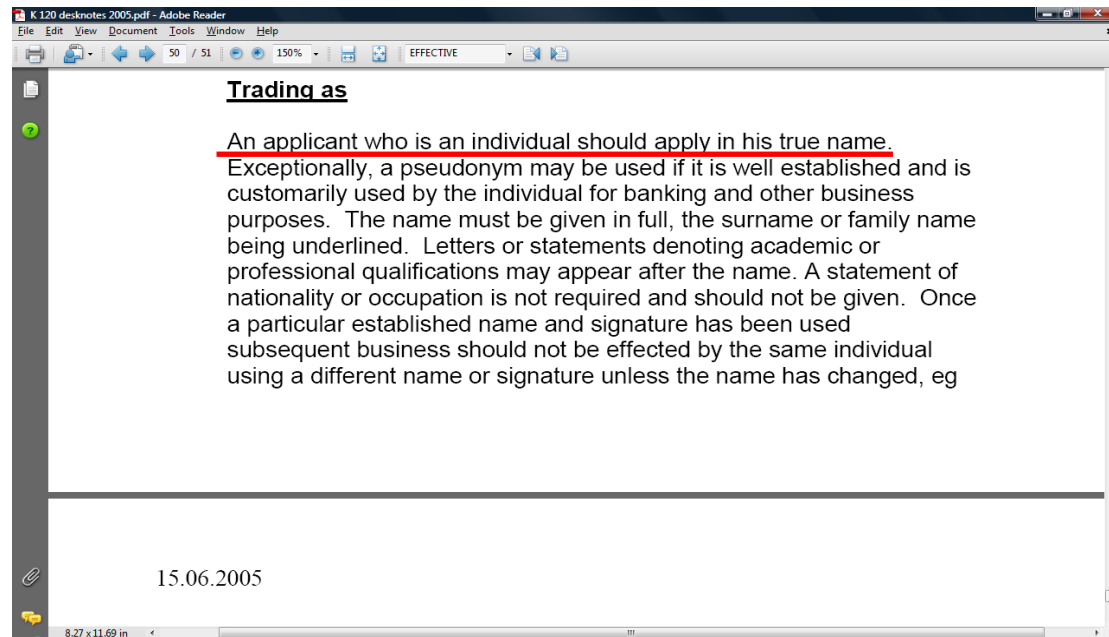 K 120 desknotes 2005.pdf - Adobe Reader
File Edit View Document Tools Window Help
50 / 51 150% EFFECTIVE
Trading as
An applicant who is an individual should apply in his true name.
Exceptionally, a pseudonym may be used if it is well established and is
customarily used by the individual for banking and other business
purposes. The name must be given in full, the surname or family name
being underlined. Letters or statements denoting academic or
professional qualifications may appear after the name. A statement of
nationality or occupation is not required and should not be given. Once
a particular established name and signature has been used
subsequent business should not be effected by the same individual
using a different name or signature unless the name has changed, eg
15.06.2005
8.27 x 11.69 in